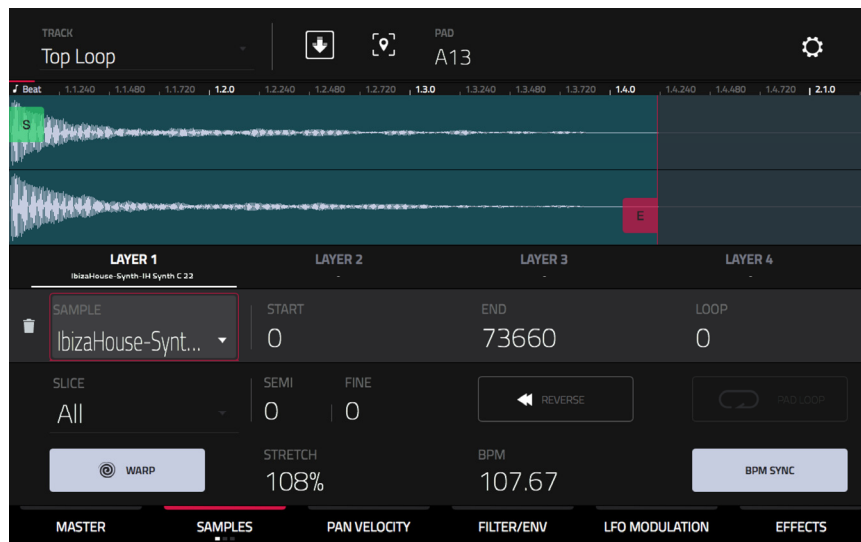 TRACK
Top Loop
PAD
A13
Beat 1.1.240 1.1.480 1.1.720 1.2.0 1.2.240 1.2.480 1.2.720 1.3.0 1.3.240 1.3.480 1.3.720 1.4.0 1.4.240 1.4.480 1.4.720 2.1.0
S
E
LAYER 1 LAYER 2 LAYER 3 LAYER 4
IbizaHouse-Synth-IH Synth C 22 - - -
SAMPLE START END LOOP
IbizaHouse-Synt... 0 73660 0
SLICE SEMI FINE
All 0 0
REVERSE
PAD LOOP
WARP
STRETCH
108%
BPM
107.67
BPM SYNC
MASTER SAMPLES PAN VELOCITY FILTER/ENV LFO MODULATION EFFECTS